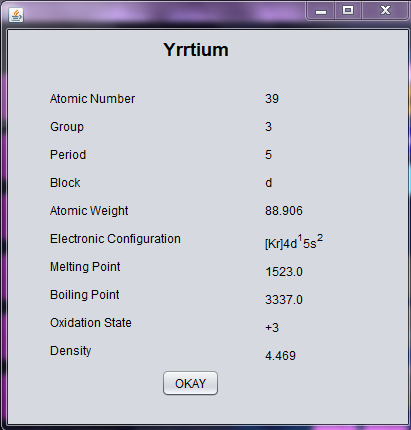 Yrrtium
Atomic Number 39
Group 3
Period 5
Block d
Atomic Weight 88.906
Electronic Configuration [Kr]4d¹5s²
Melting Point 1523.0
Boiling Point 3337.0
Oxidation State +3
Density 4.469
OKAY